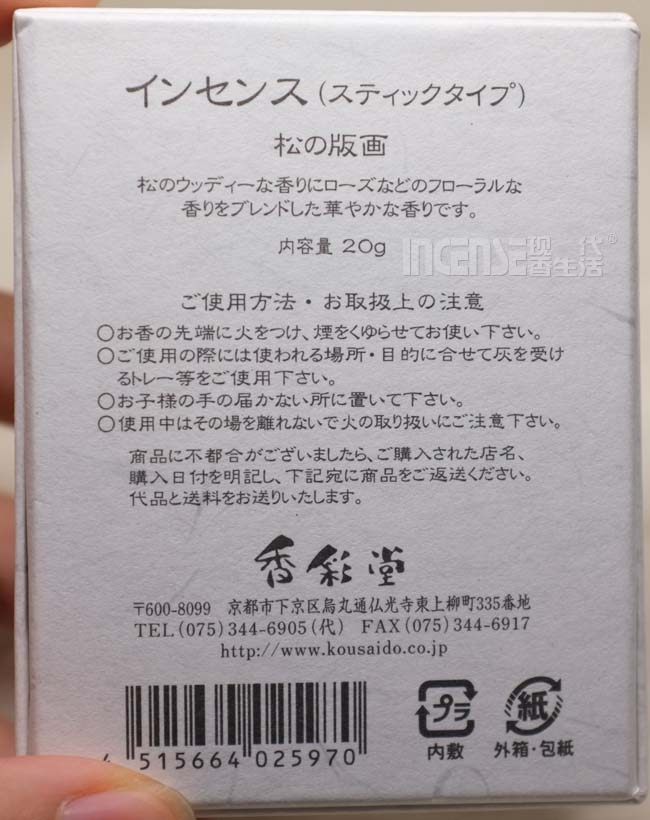 インセンス(スティックタイプ)
松の版画
松のウッディーな香りにローズなどのフローラルな
香りをブレンドした華やかな香りです。
内容量 20g
INCENSE现代香生活®
ご使用方法・お取扱上の注意
○お香の先端に火をつけ、煙をくゆらせてお使い下さい。
○ご使用の際には使われる場所・目的に合せて灰を受け
るトレー等をご使用下さい。
○お子様の手の届かない所に置いて下さい。
○使用中はその場を離れないで火の取り扱いにご注意下さい。
商品に不都合がございましたら、ご購入された店名、
購入日付を明記し、下記宛に商品をご返送ください。
代品と送料をお送りいたします。
香彩堂
〒600-8099 京都市下京区烏丸通仏光寺東上柳町335番地
TEL(075)344-6905(代) FAX(075)344-6917
http://www.kousaido.co.jp
4 515664 025970
プラ
内敷
紙
外箱・包紙